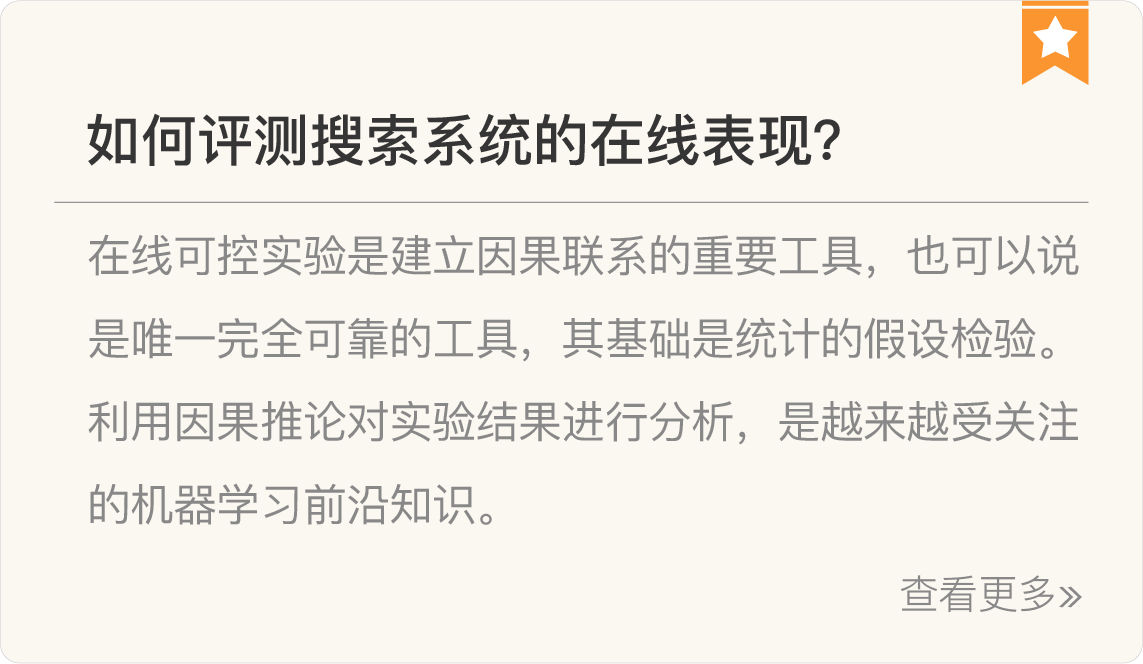 如何评测搜索系统的在线表现？
在线可控实验是建立因果联系的重要工具，也可以说
是唯一完全可靠的工具，其基础是统计的假设检验。
利用因果推论对实验结果进行分析，是越来越受关注
的机器学习前沿知识。
查看更多»